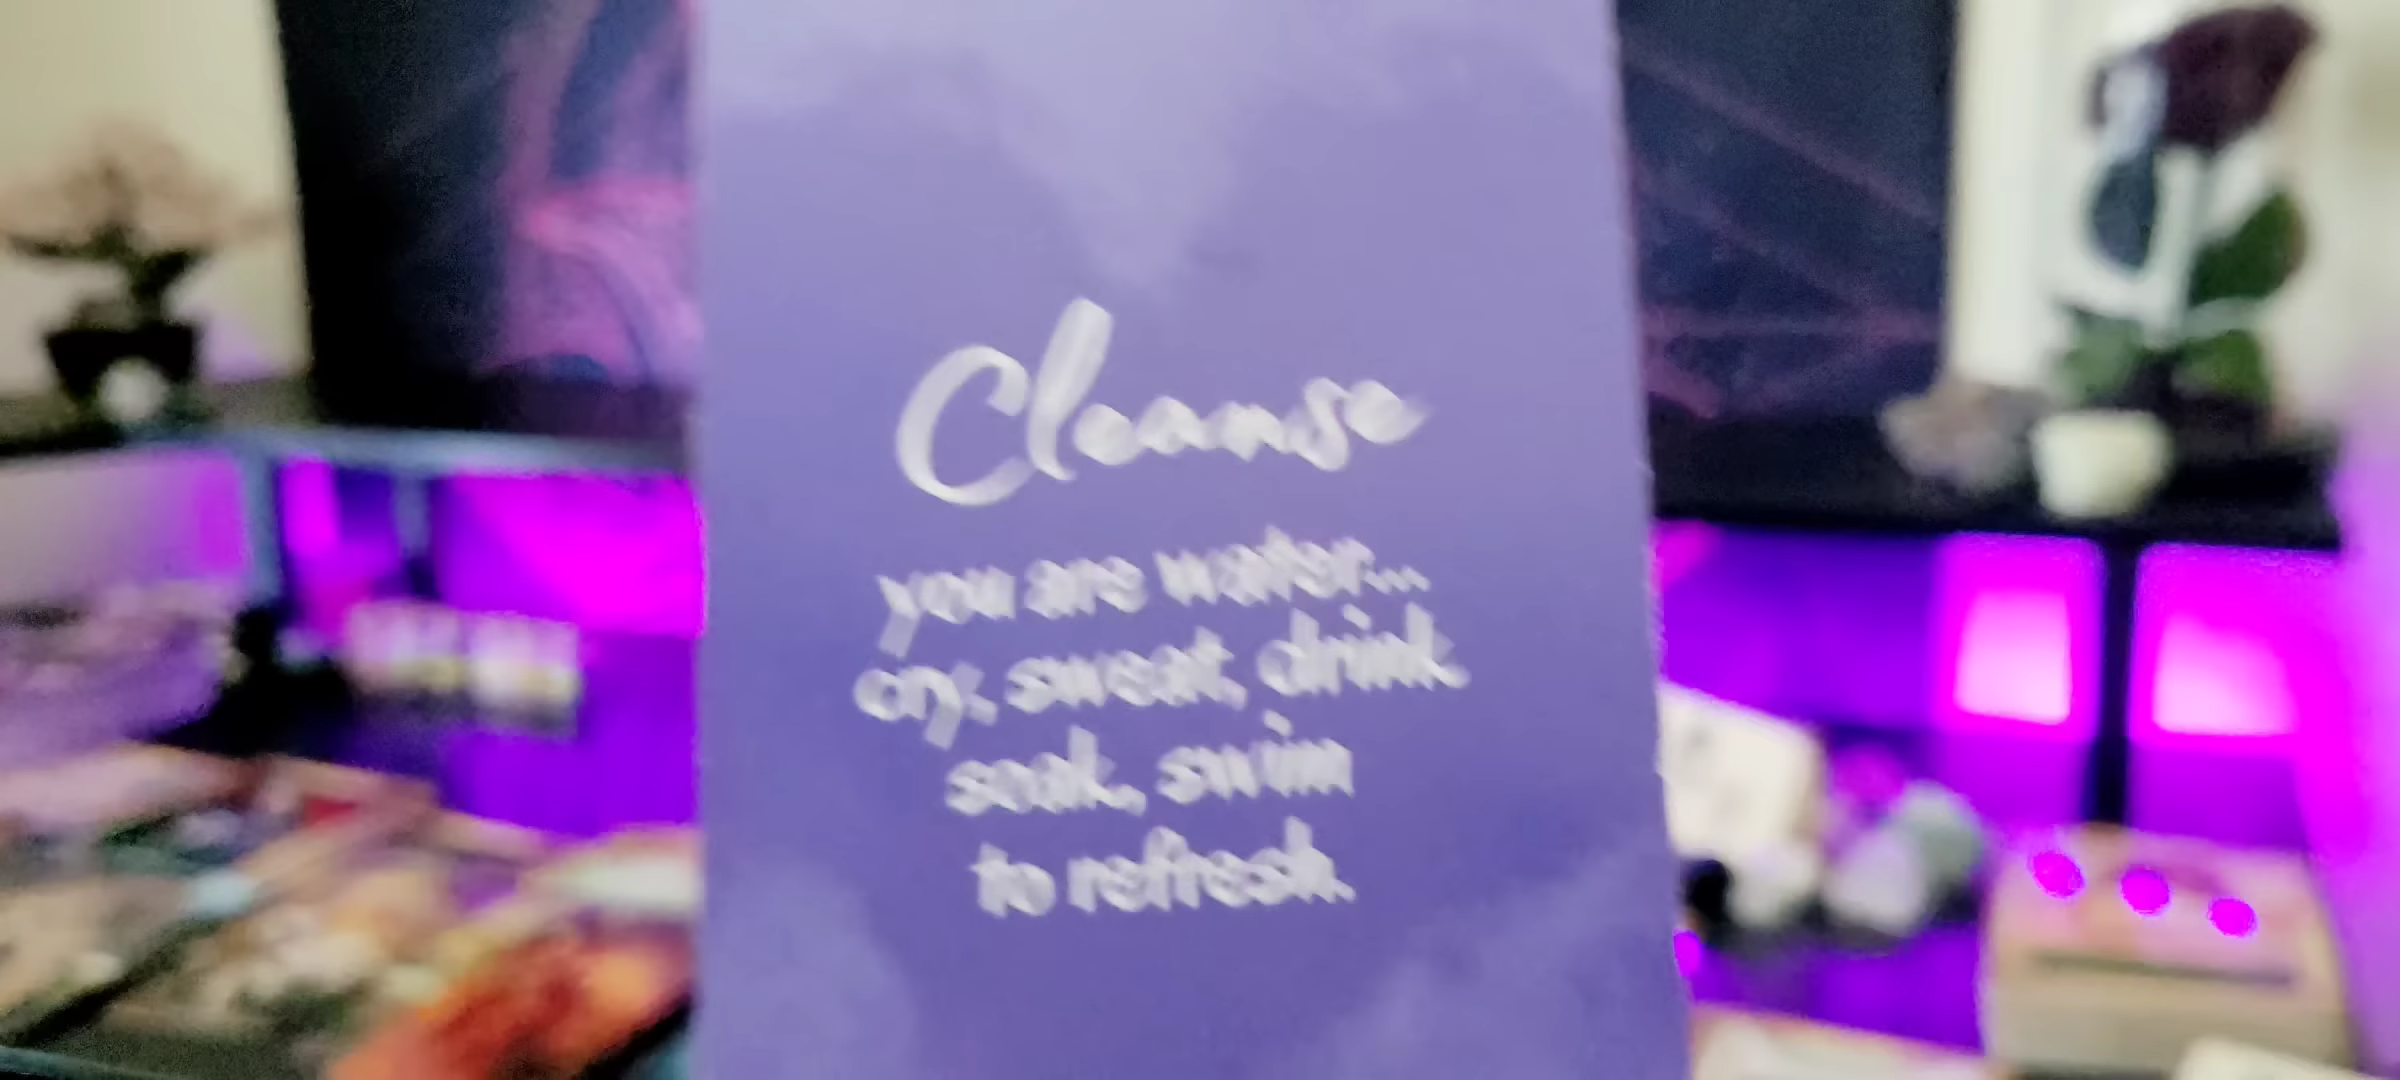 Cleanse
you are water...
cry, sweat, drink
soak, swim
to refresh.